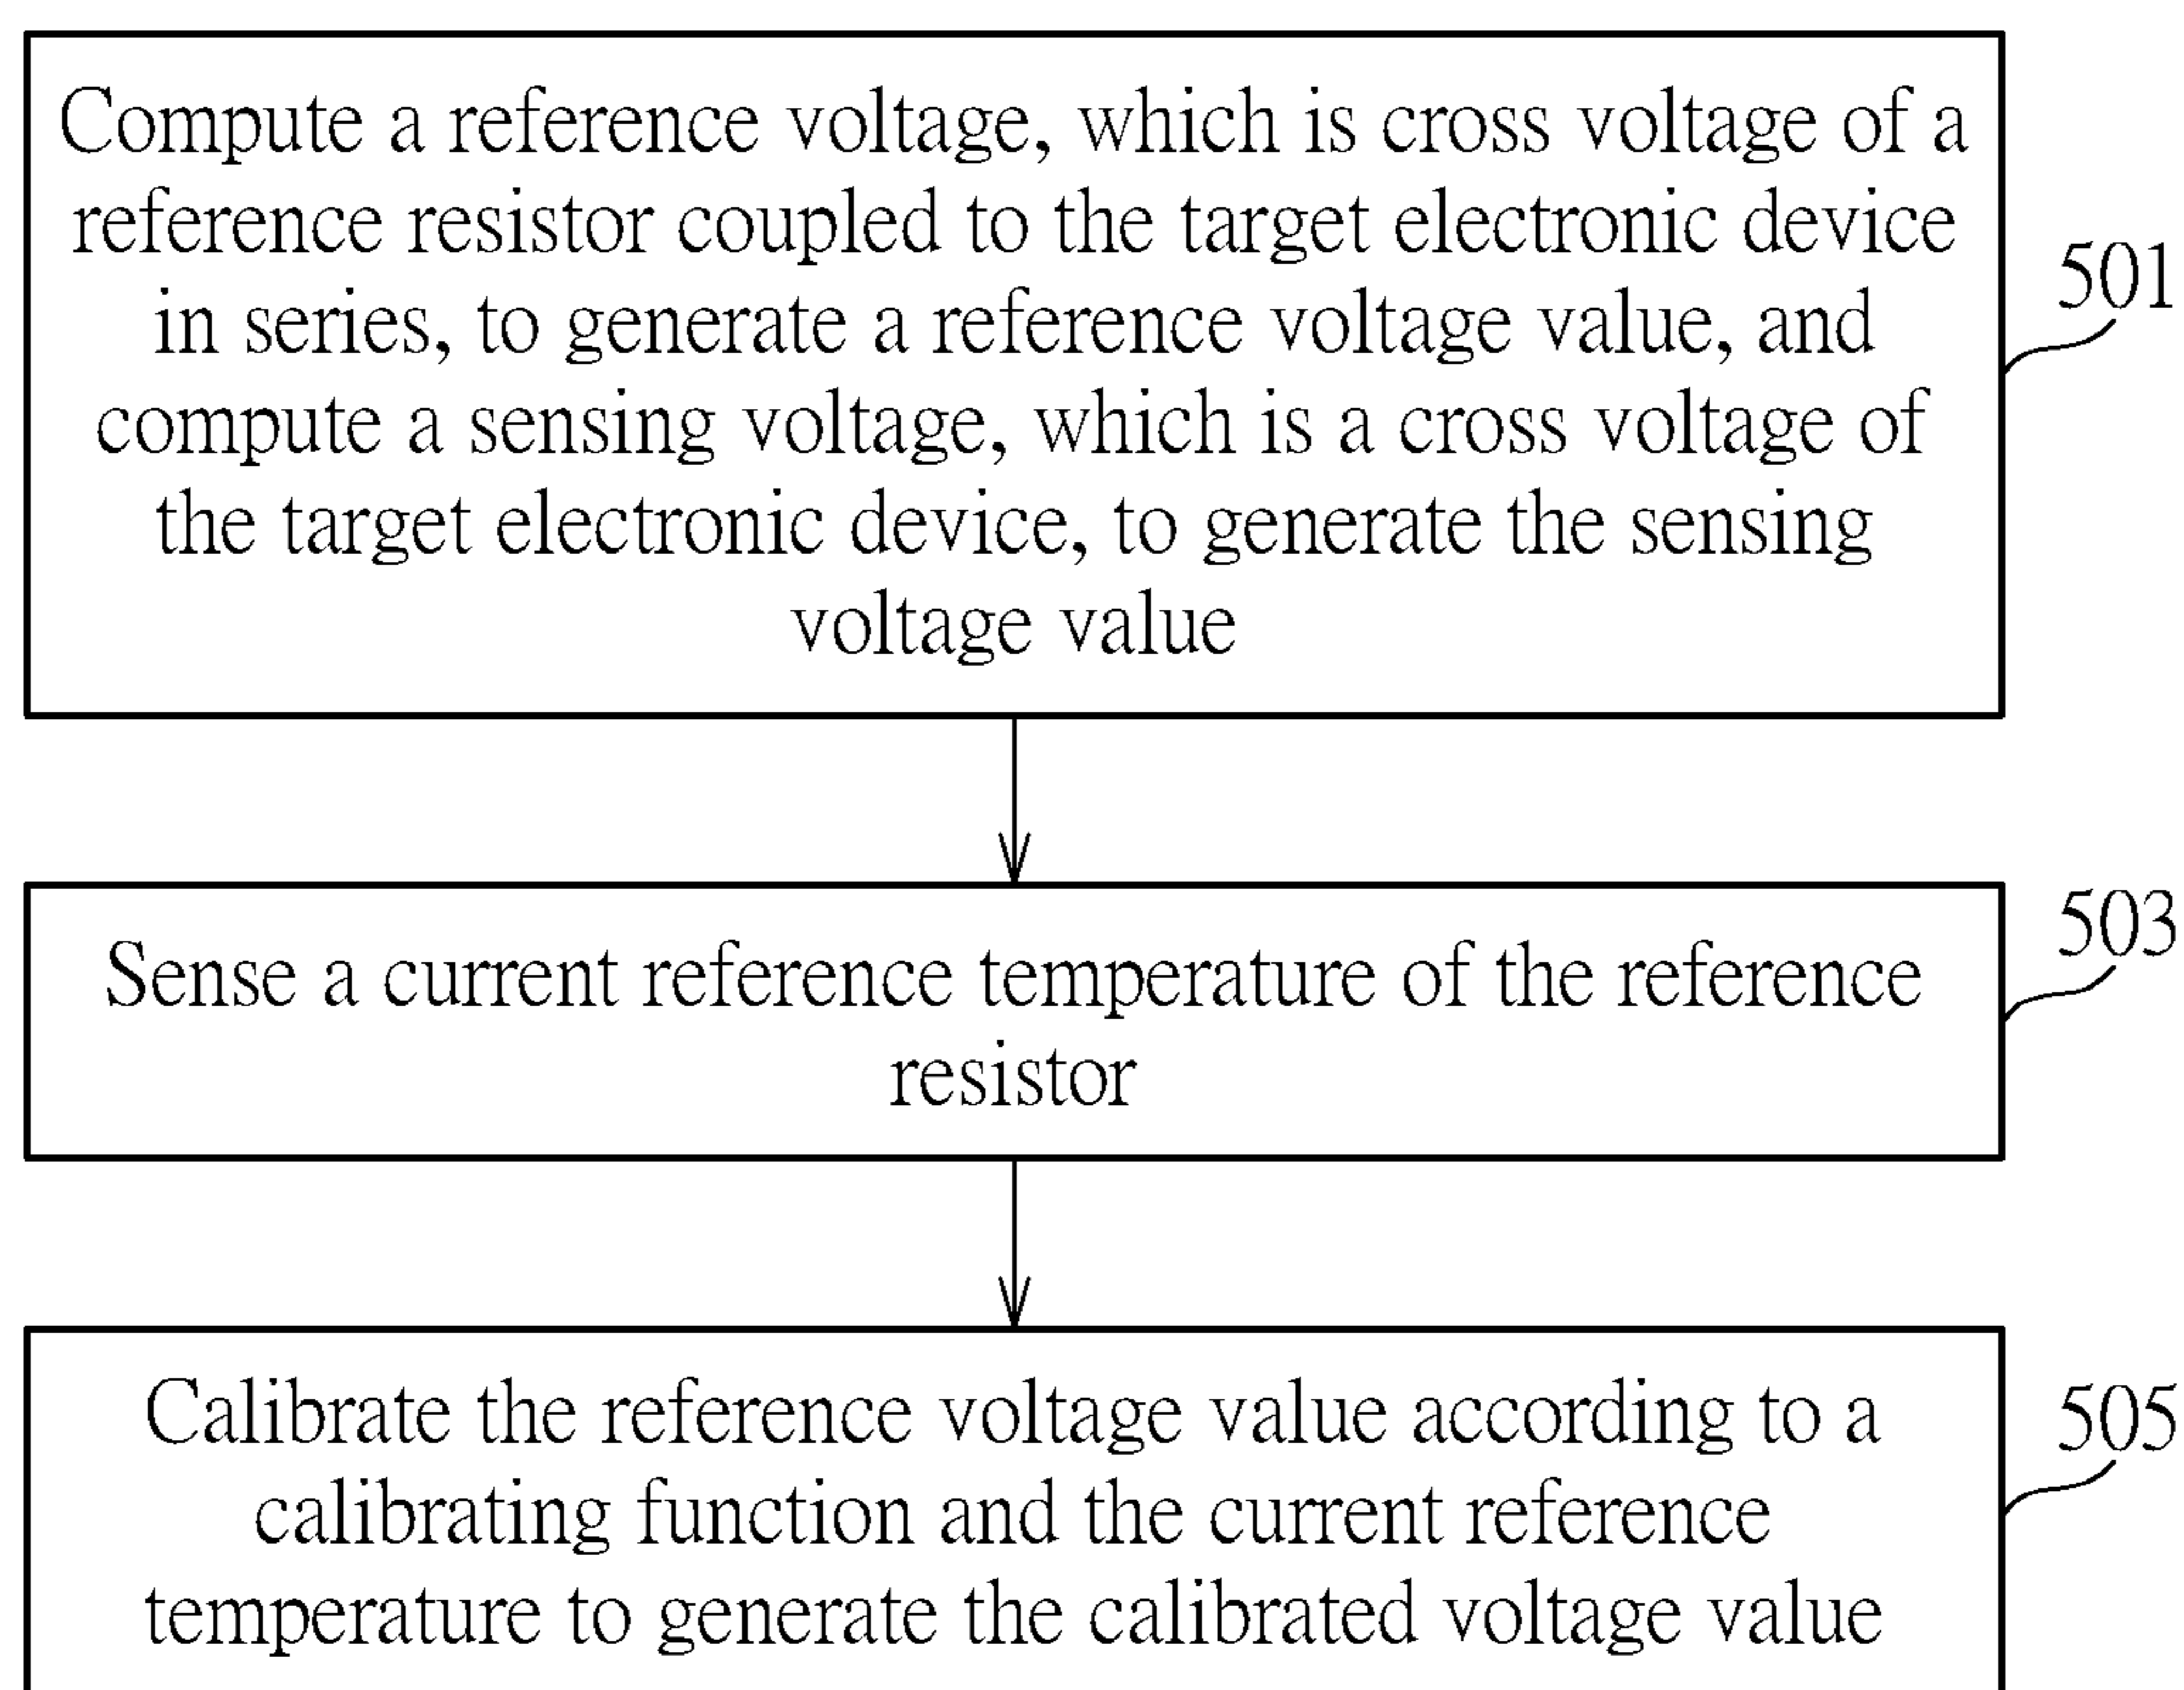 Compute a reference voltage, which is cross voltage of a
reference resistor coupled to the target electronic device
in series, to generate a reference voltage value, and
compute a sensing voltage, which is a cross voltage of
the target electronic device, to generate the sensing
voltage value
501
Sense a current reference temperature of the reference
resistor
503
Calibrate the reference voltage value according to a
calibrating function and the current reference
temperature to generate the calibrated voltage value
505